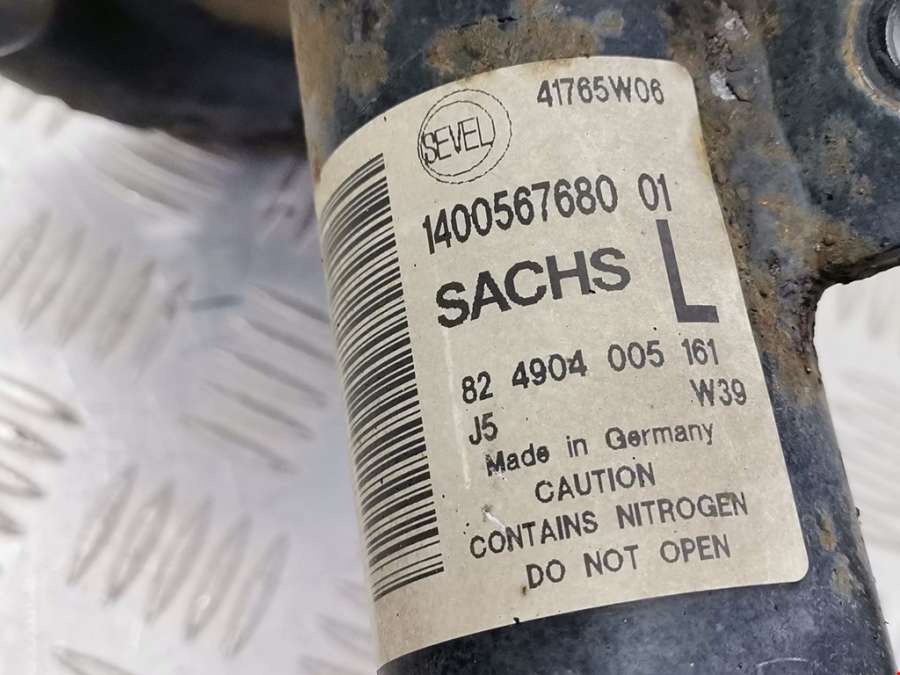 41765W06
SEVEL
1400567680 01
SACHS L
82 4904 005 161
J5 W39
Made in Germany
CAUTION
CONTAINS NITROGEN
DO NOT OPEN